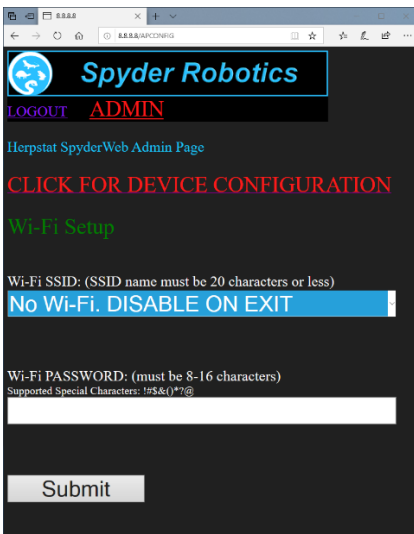 8.8.8.8
8.8.8.8/APCONFIG
Spyder Robotics
LOGOUT ADMIN
Herpstat SpyderWeb Admin Page
CLICK FOR DEVICE CONFIGURATION
Wi-Fi Setup
Wi-Fi SSID: (SSID name must be 20 characters or less)
No Wi-Fi. DISABLE ON EXIT
Wi-Fi PASSWORD: (must be 8-16 characters)
Supported Special Characters: !#$&()*?@
Submit